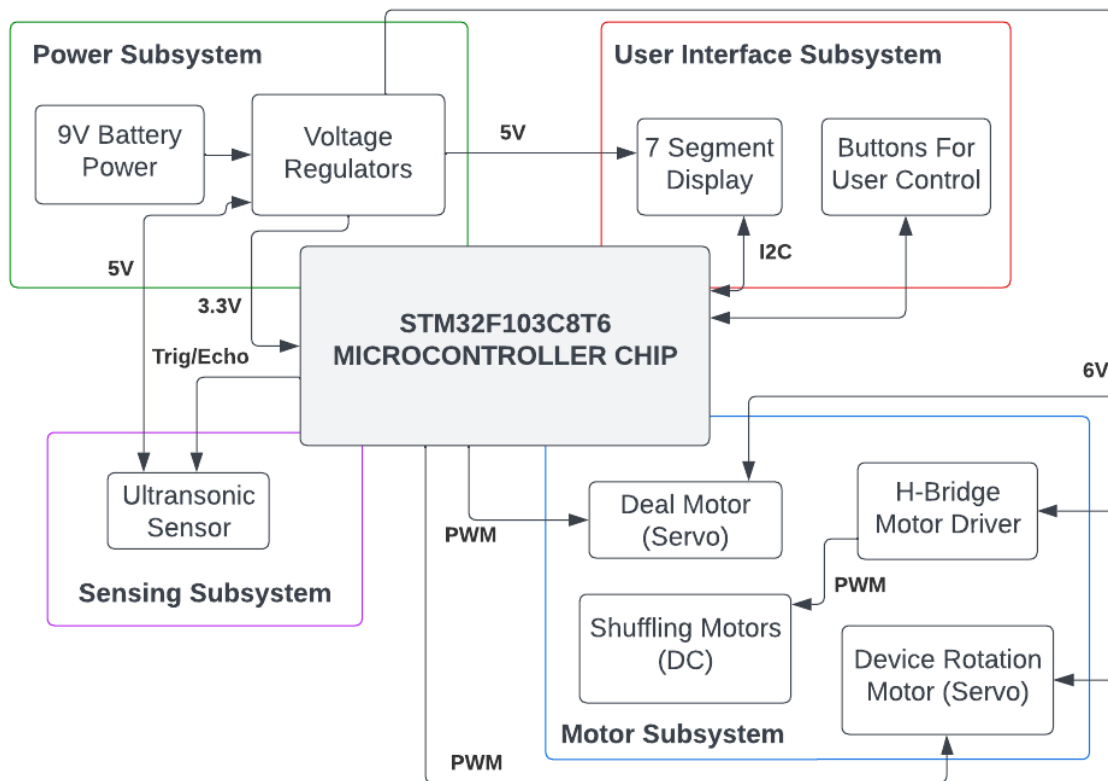 Power Subsystem
9V Battery
Power
Voltage
Regulators
5V
3.3V
5V
User Interface Subsystem
7 Segment
Display
Buttons For
User Control
I2C
STM32F103C8T6
MICROCONTROLLER CHIP
Trig/Echo
6V
Ultransonic
Sensor
Sensing Subsystem
PWM
Deal Motor
(Servo)
H-Bridge
Motor Driver
PWM
Shuffling Motors
(DC)
Device Rotation
Motor (Servo)
Motor Subsystem
PWM